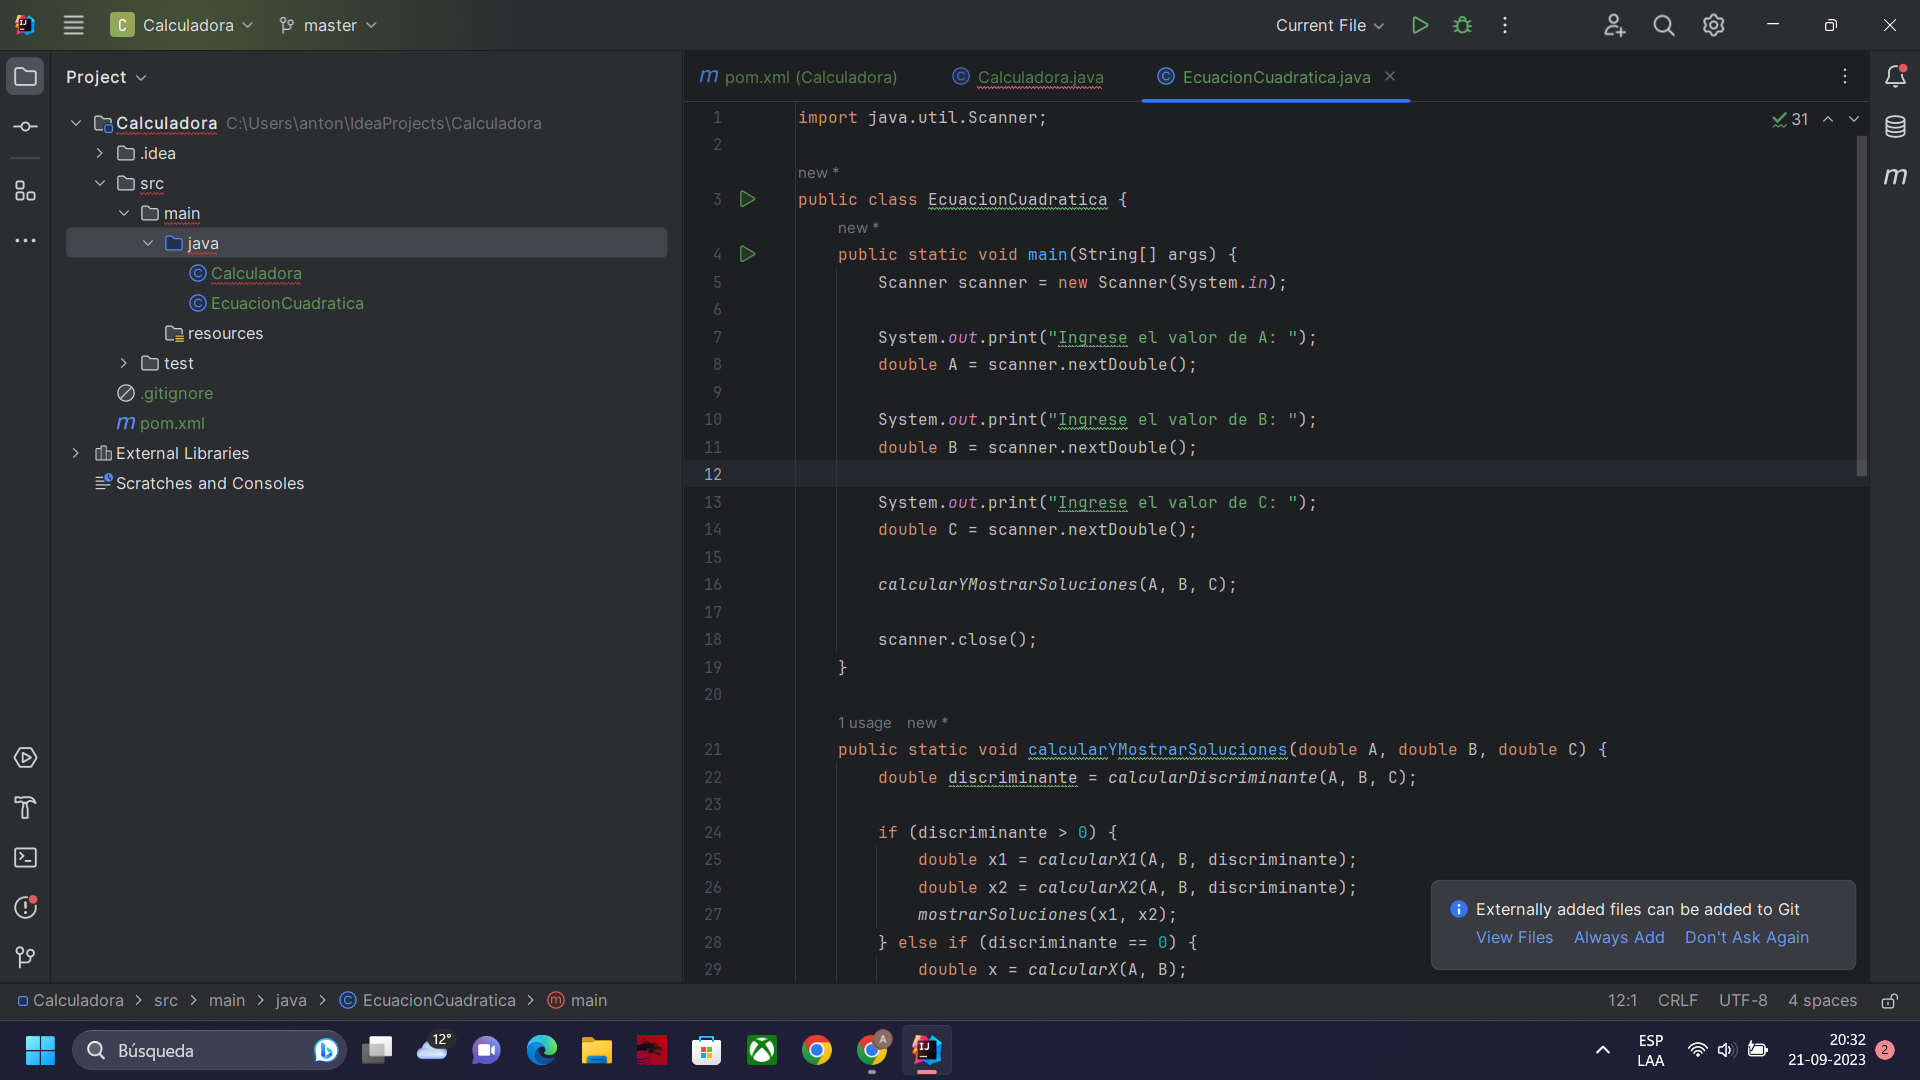 Calculadora
master
Current File
Project
Calculadora C:\Users\anton\IdeaProjects\Calculadora
.idea
src
main
java
Calculadora
EcuacionCuadratica
resources
test
.gitignore
pom.xml
External Libraries
Scratches and Consoles
pom.xml (Calculadora)
Calculadora.java
EcuacionCuadratica.java
31
1 import java.util.Scanner;
2
new *
3 public class EcuacionCuadratica {
new *
4 public static void main(String[] args) {
5 Scanner scanner = new Scanner(System.in);
6
7 System.out.print("Ingrese el valor de A: ");
8 double A = scanner.nextDouble();
9
10 System.out.print("Ingrese el valor de B: ");
11 double B = scanner.nextDouble();
12
13 System.out.print("Ingrese el valor de C: ");
14 double C = scanner.nextDouble();
15
16 calcularYMostrarSoluciones(A, B, C);
17
18 scanner.close();
19 }
20
1 usage new *
21 public static void calcularYMostrarSoluciones(double A, double B, double C) {
22 double discriminante = calcularDiscriminante(A, B, C);
23
24 if (discriminante > 0) {
25 double x1 = calcularX1(A, B, discriminante);
26 double x2 = calcularX2(A, B, discriminante);
27 mostrarSoluciones(x1, x2);
28 } else if (discriminante == 0) {
29 double x = calcularX(A, B);
Externally added files can be added to Git
View Files Always Add Don't Ask Again
Calculadora > src > main > java > EcuacionCuadratica > main
12:1 CRLF UTF-8 4 spaces
Búsqueda
12°
A
ESP
LAA
20:32
21-09-2023
2